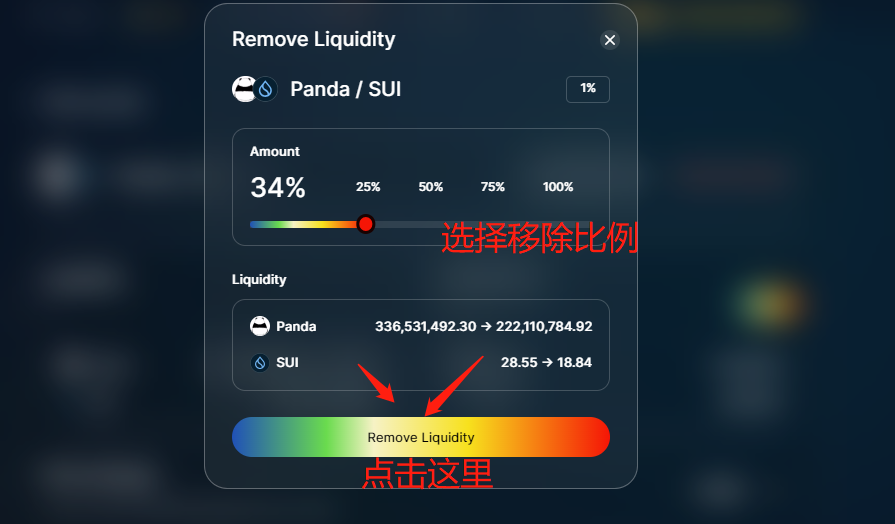 Remove Liquidity
Panda / SUI 1%
Amount
34% 25% 50% 75% 100%
选择移除比例
Liquidity
Panda 336,531,492.30 → 222,110,784.92
SUI 28.55 → 18.84
Remove Liquidity
点击这里